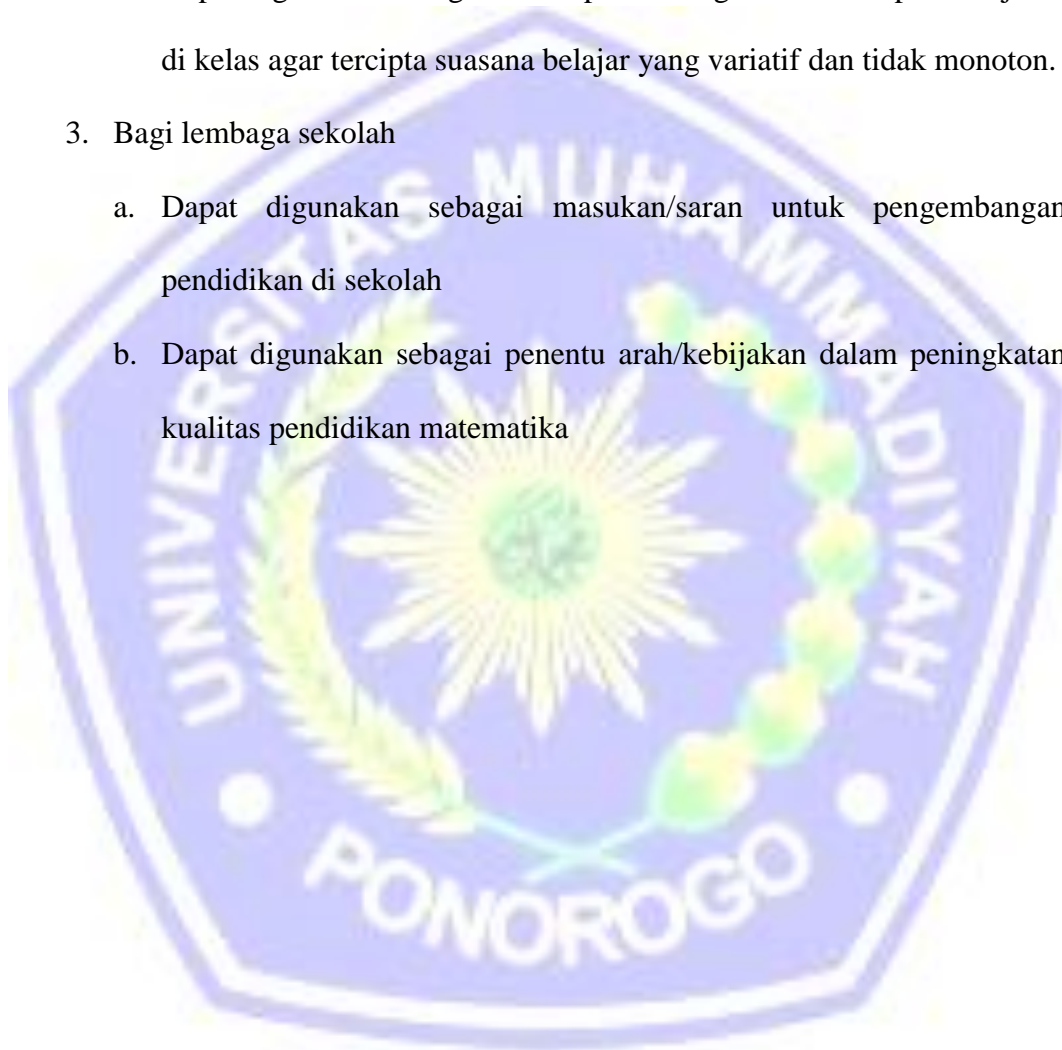 di kelas agar tercipta suasana belajar yang variatif dan tidak monoton.
3. Bagi lembaga sekolah
a. Dapat digunakan sebagai masukan/saran untuk pengembangan
pendidikan di sekolah
b. Dapat digunakan sebagai penentu arah/kebijakan dalam peningkatan
kualitas pendidikan matematika
UNIVERSITAS MUHAMMADIYAH
PONOROGO